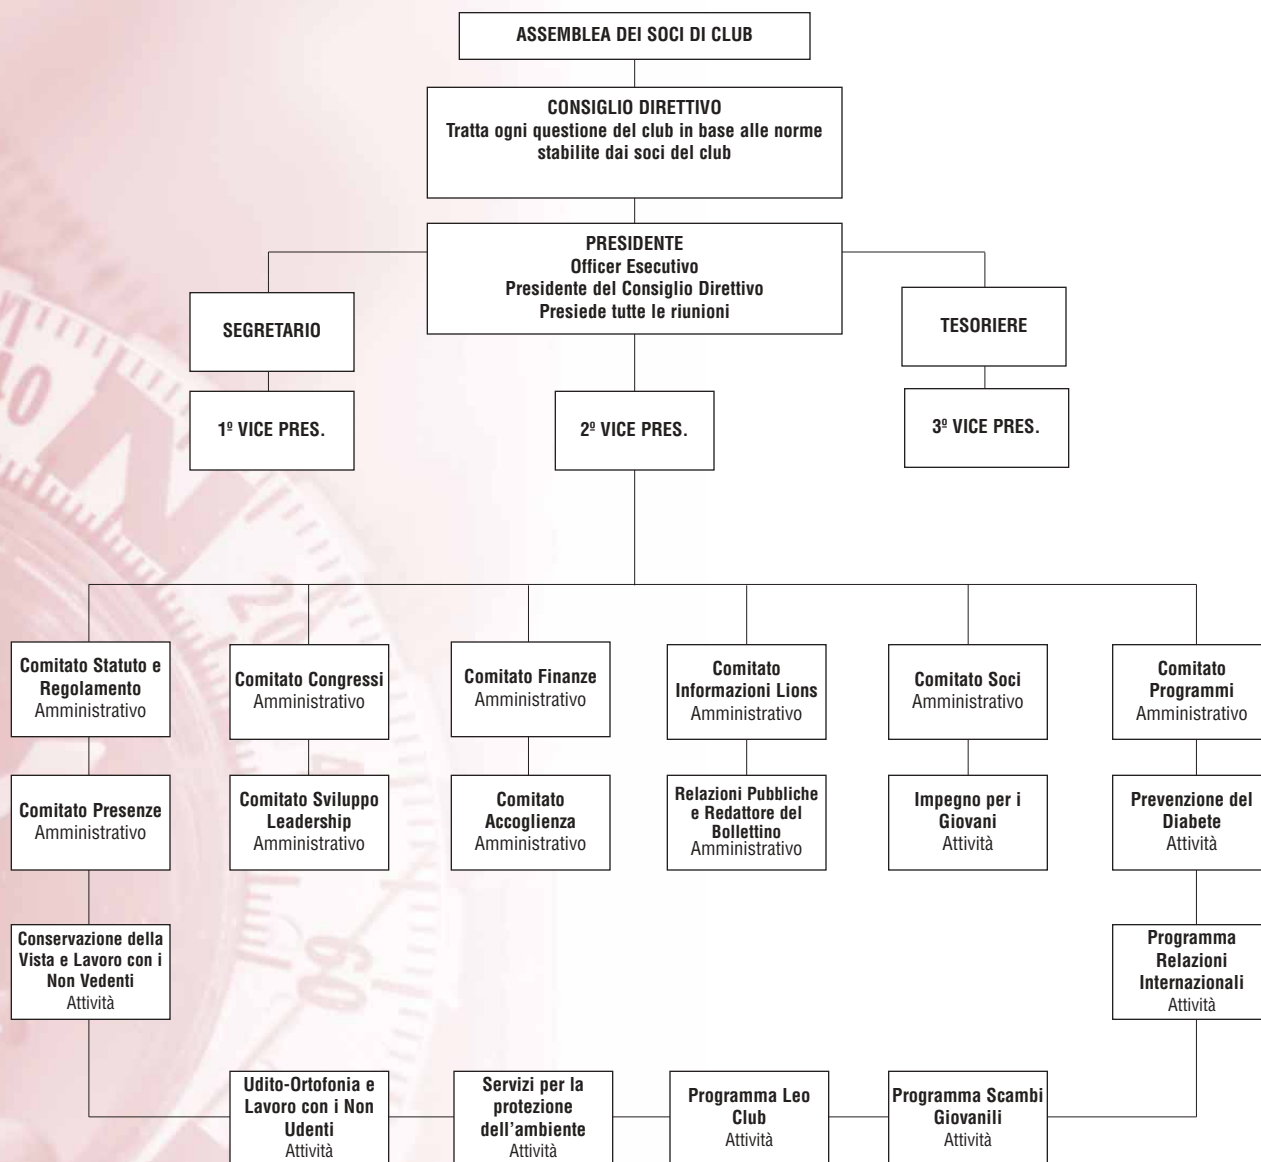 ASSEMBLEA DEI SOCI DI CLUB
CONSIGLIO DIRETTIVO
Tratta ogni questione del club in base alle norme
stabilite dai soci del club
PRESIDENTE
Officer Esecutivo
Presidente del Consiglio Direttivo
Presiede tutte le riunioni
SEGRETARIO
TESORIERE
1º VICE PRES.
2º VICE PRES.
3º VICE PRES.
Comitato Statuto e
Regolamento
Amministrativo
Comitato Congressi
Amministrativo
Comitato Finanze
Amministrativo
Comitato
Informazioni Lions
Amministrativo
Comitato Soci
Amministrativo
Comitato
Programmi
Amministrativo
Comitato Presenze
Amministrativo
Comitato Sviluppo
Leadership
Amministrativo
Comitato
Accoglienza
Amministrativo
Relazioni Pubbliche
e Redattore del
Bollettino
Amministrativo
Impegno per i
Giovani
Attività
Prevenzione del
Diabete
Attività
Conservazione della
Vista e Lavoro con i
Non Vedenti
Attività
Programma
Relazioni
Internazionali
Attività
Udito-Ortofonia e
Lavoro con i Non
Udenti
Attività
Servizi per la
protezione
dell'ambiente
Attività
Programma Leo
Club
Attività
Programma Scambi
Giovanili
Attività
40
N
20
60